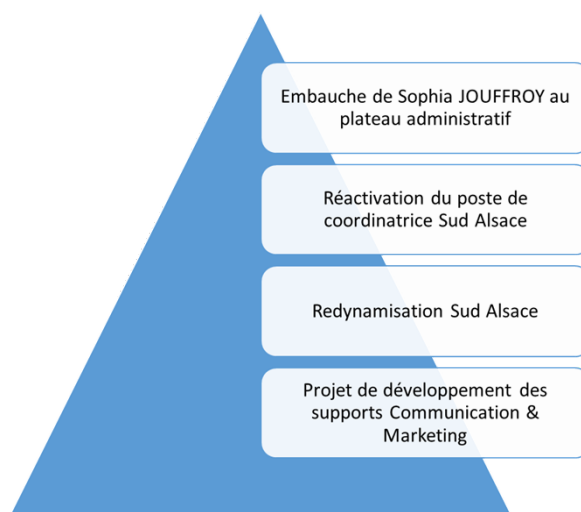 Embauche de Sophia JOUFFROY au
plateau administratif
Réactivation du poste de
coordinatrice Sud Alsace
Redynamisation Sud Alsace
Projet de développement des
supports Communication &
Marketing